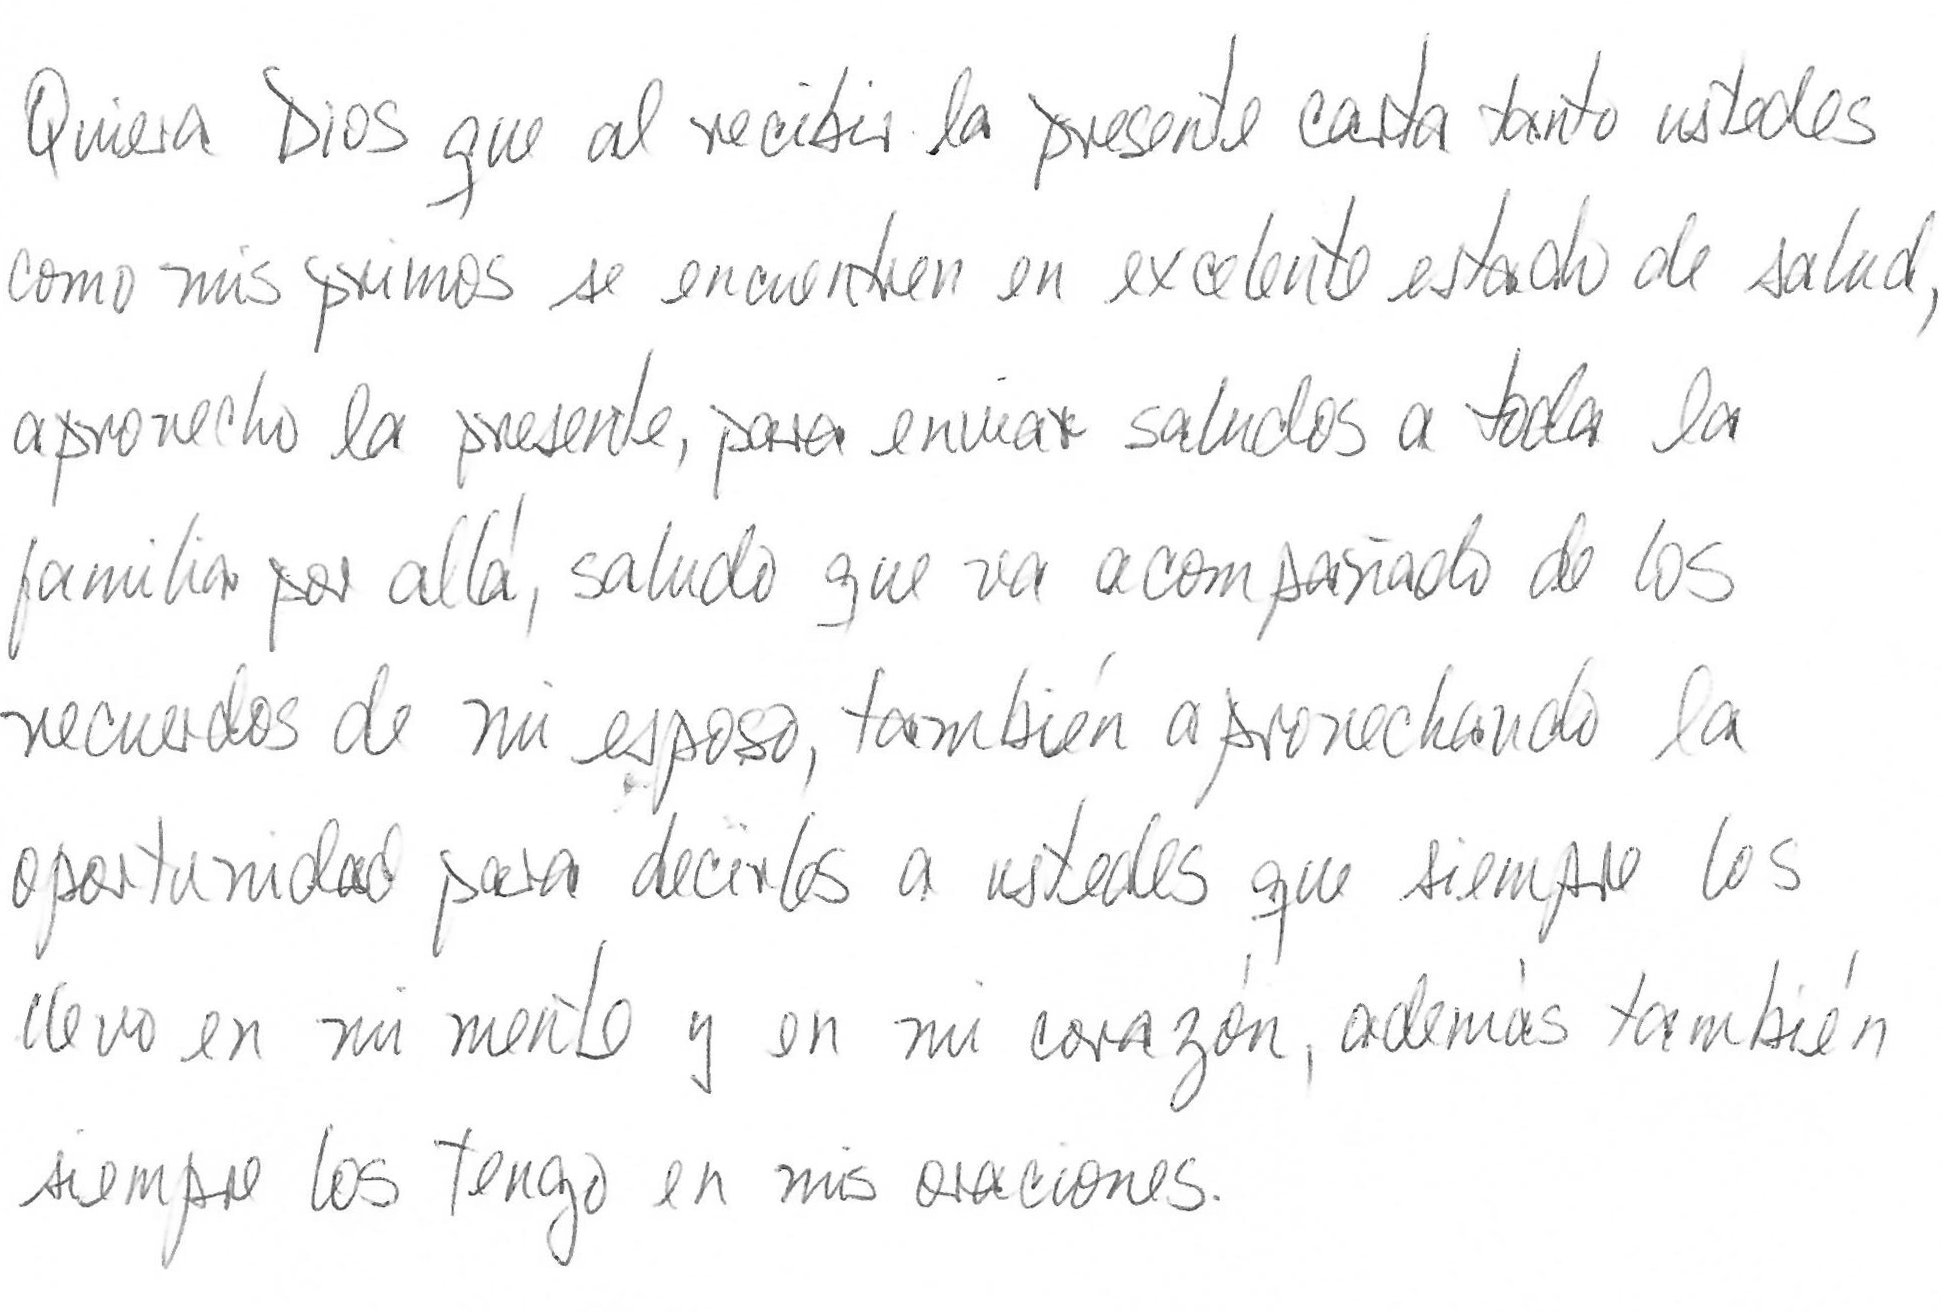 Quiera Dios que al recibir la presente carta tanto ustedes
como mis primos se encuentren en excelente estado de salud,
aprovecho la presente, para enviar saludos a toda la
familia por allá, saludo que va acompañado de los
recuerdos de mi esposo, también aprovechando la
oportunidad para decirles a ustedes que siempre los
llevo en mi mente y en mi corazón, además también
siempre los tengo en mis oraciones.